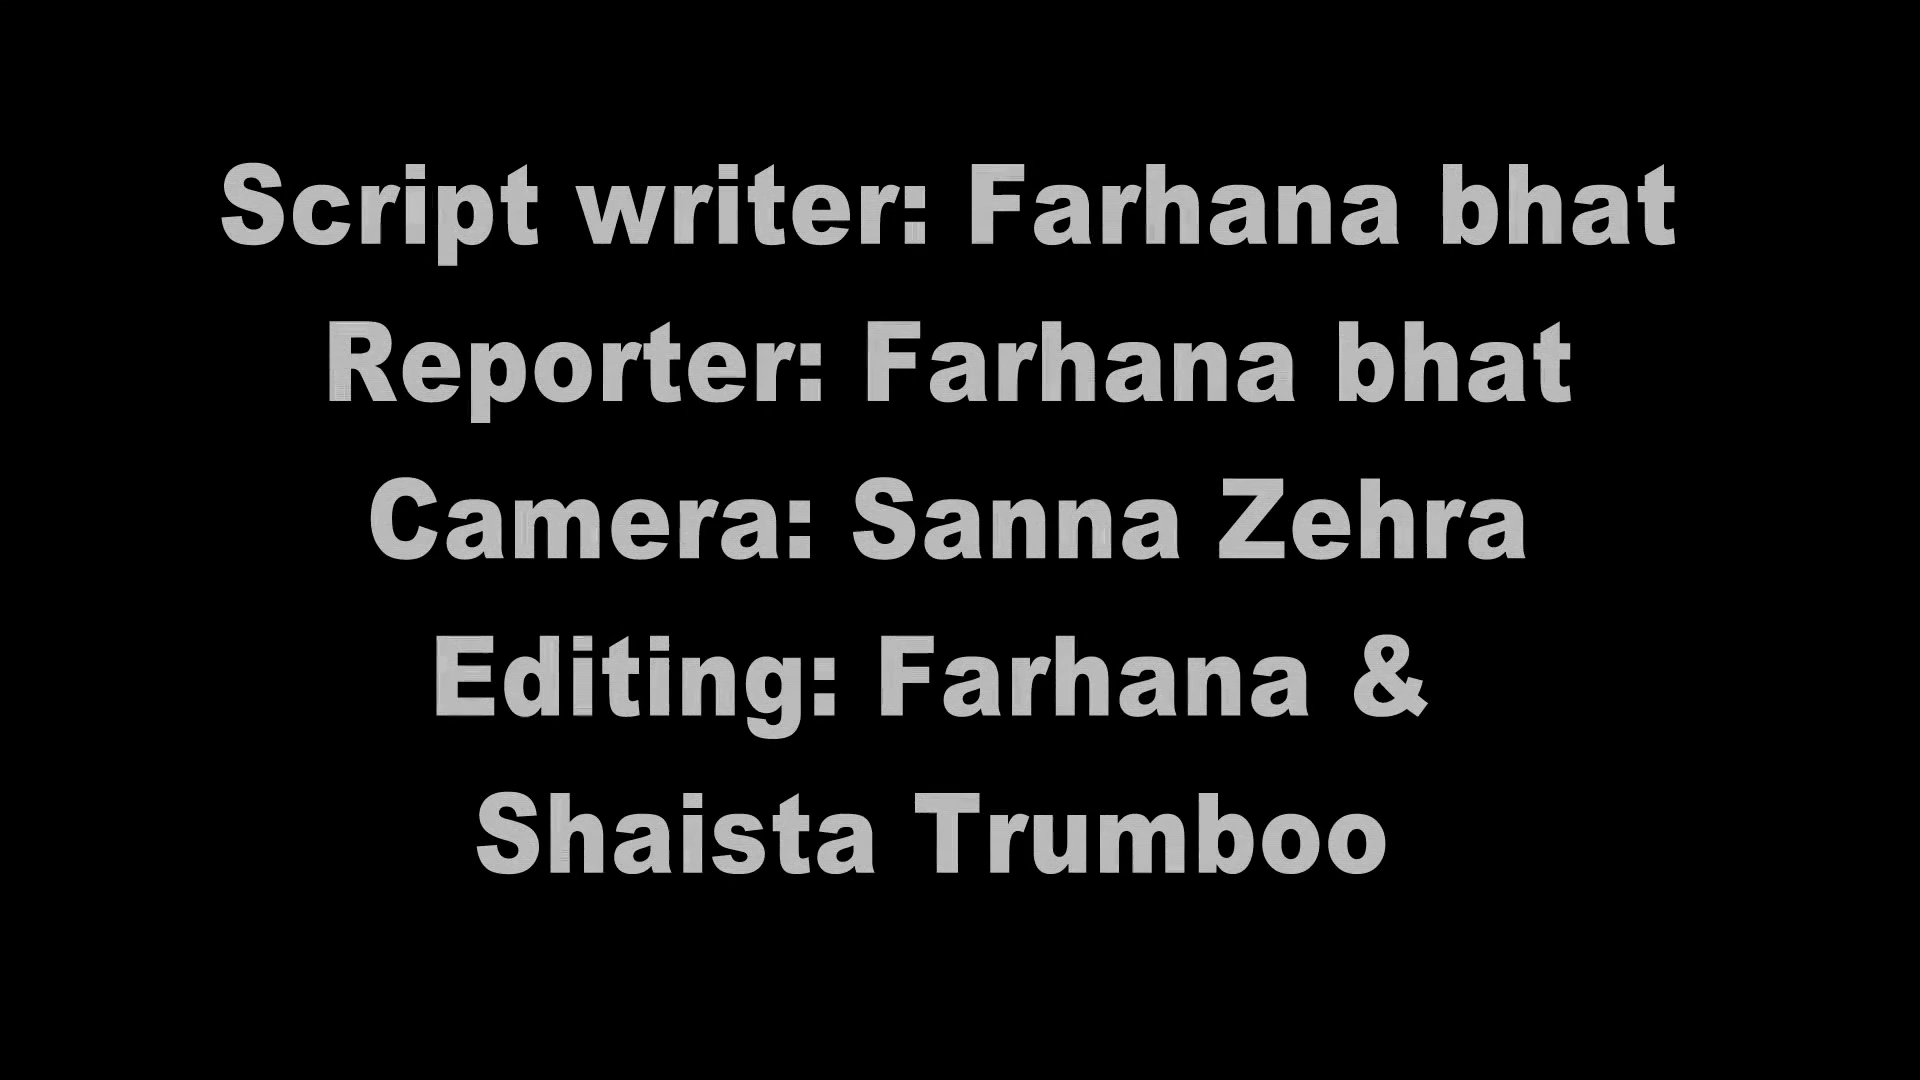 Script writer: Farhana bhat
Reporter: Farhana bhat
Camera: Sanna Zehra
Editing: Farhana &
Shaista Trumboo